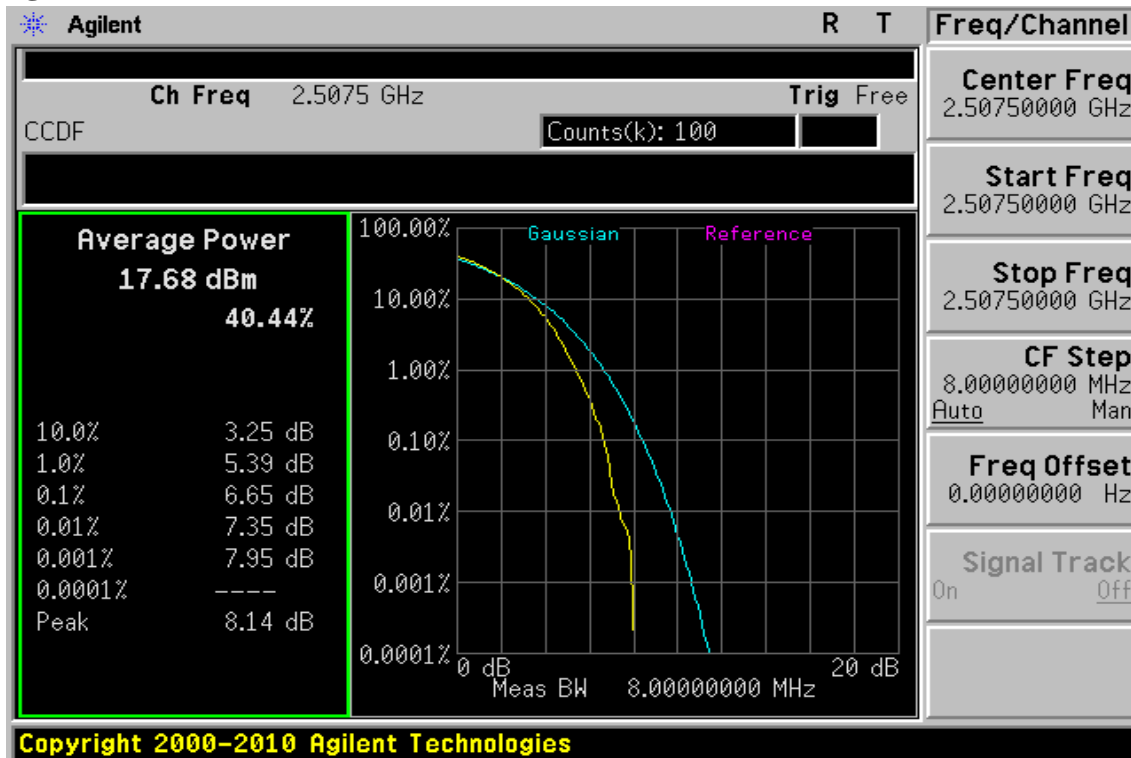 Agilent R T Freq/Channel
Ch Freq 2.5075 GHz Trig Free
CCDF Counts(k): 100
Center Freq
2.50750000 GHz
Start Freq
2.50750000 GHz
Stop Freq
2.50750000 GHz
CF Step
8.00000000 MHz
Auto Man
Freq Offset
0.00000000 Hz
Signal Track
On Off
Average Power
17.68 dBm
40.44%
10.0% 3.25 dB
1.0% 5.39 dB
0.1% 6.65 dB
0.01% 7.35 dB
0.001% 7.95 dB
0.0001% ----
Peak 8.14 dB
Gaussian Reference
100.00%
10.00%
1.00%
0.10%
0.01%
0.001%
0.0001%
0 dB 20 dB
Meas BW 8.00000000 MHz
Copyright 2000-2010 Agilent Technologies